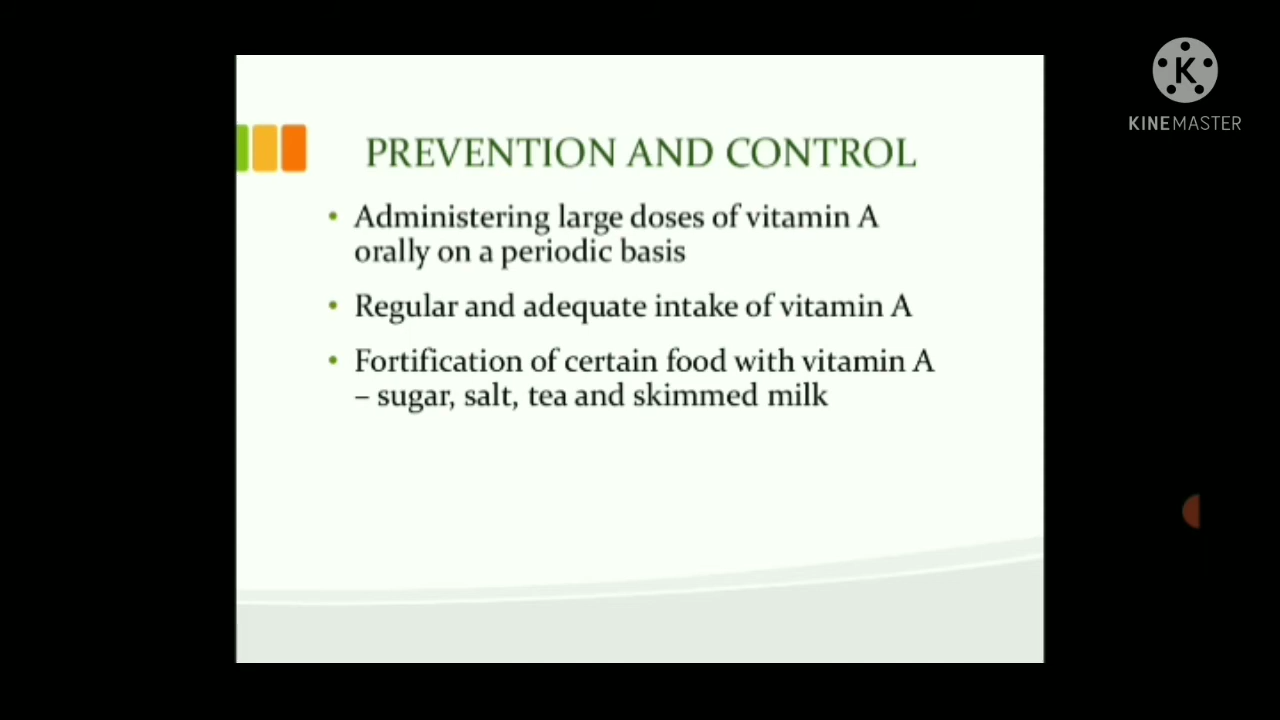 K
KINEMASTER
PREVENTION AND CONTROL
• Administering large doses of vitamin A
orally on a periodic basis
• Regular and adequate intake of vitamin A
• Fortification of certain food with vitamin A
– sugar, salt, tea and skimmed milk